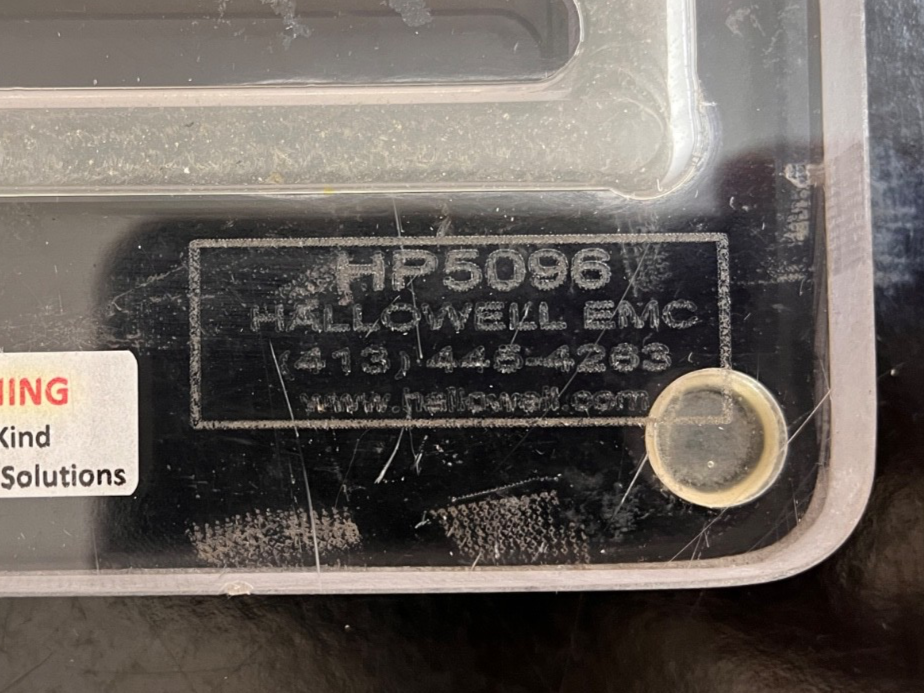 HP5096
HALLOWELL EMC
(413) 445-4263
www.hallowell.com
NING
Kind
Solutions